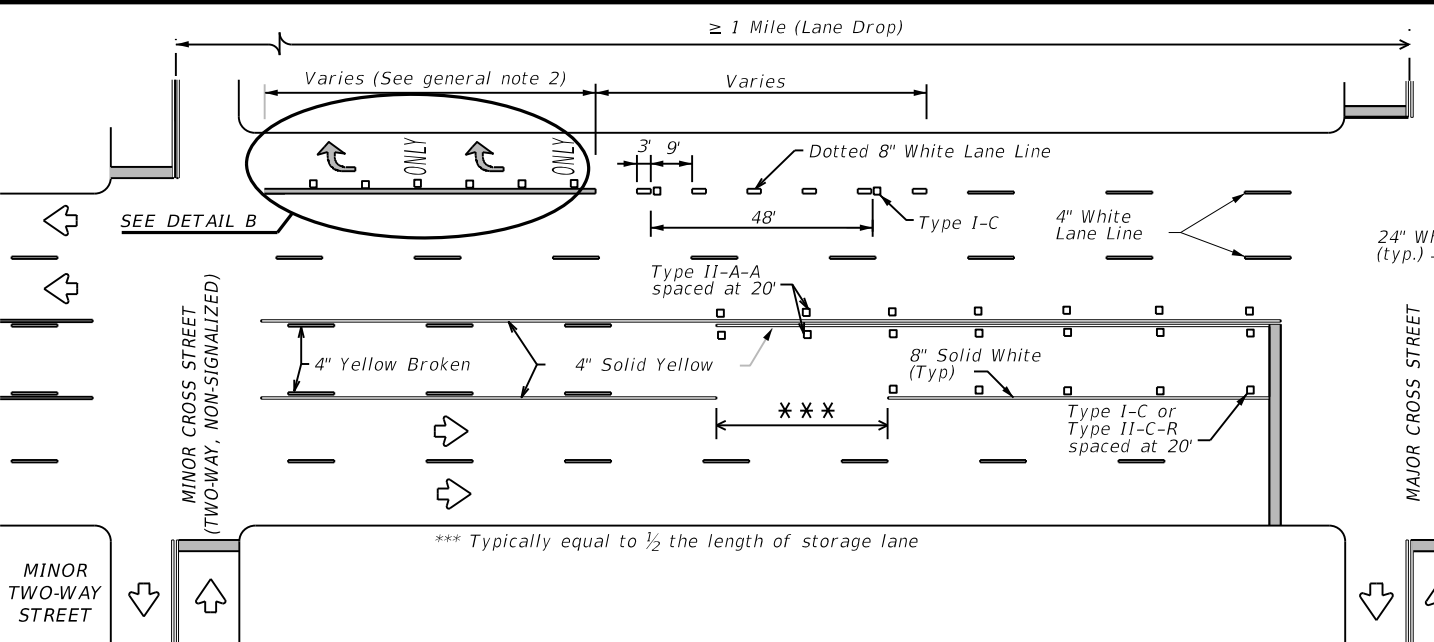 ≥ 1 Mile (Lane Drop)
Varies (See general note 2)
Varies
ONLY
ONLY
3'
9'
Dotted 8" White Lane Line
SEE DETAIL B
48'
Type I-C
4" White
Lane Line
24" Wh
(typ.)
Type II-A-A
spaced at 20'
MINOR CROSS STREET
(TWO-WAY, NON-SIGNALIZED)
4" Yellow Broken
4" Solid Yellow
8" Solid White
(Typ)
***
Type I-C or
Type II-C-R
spaced at 20'
MAJOR CROSS STREET
*** Typically equal to ½ the length of storage lane
MINOR
TWO-WAY
STREET